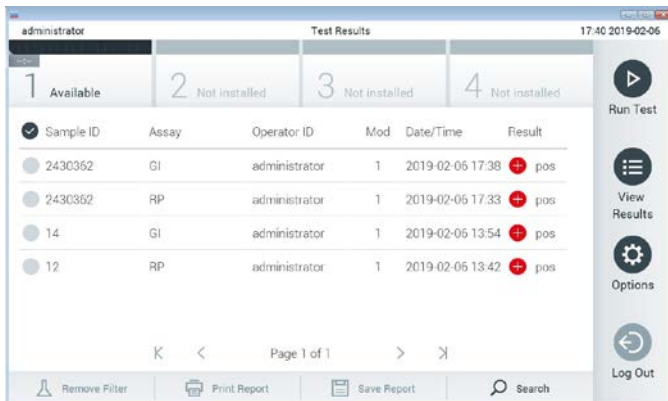 administrator Test Results 17:40 2019-02-06
1 Available 2 Not installed 3 Not installed 4 Not installed
Run Test
Sample ID Assay Operator ID Mod Date/Time Result
2430362 GI administrator 1 2019-02-06 17:38 pos
2430362 RP administrator 1 2019-02-06 17:33 pos
View
Results
14 GI administrator 1 2019-02-06 13:54 pos
12 RP administrator 1 2019-02-06 13:42 pos
Options
Page 1 of 1
Log Out
Remove Filter Print Report Save Report Search